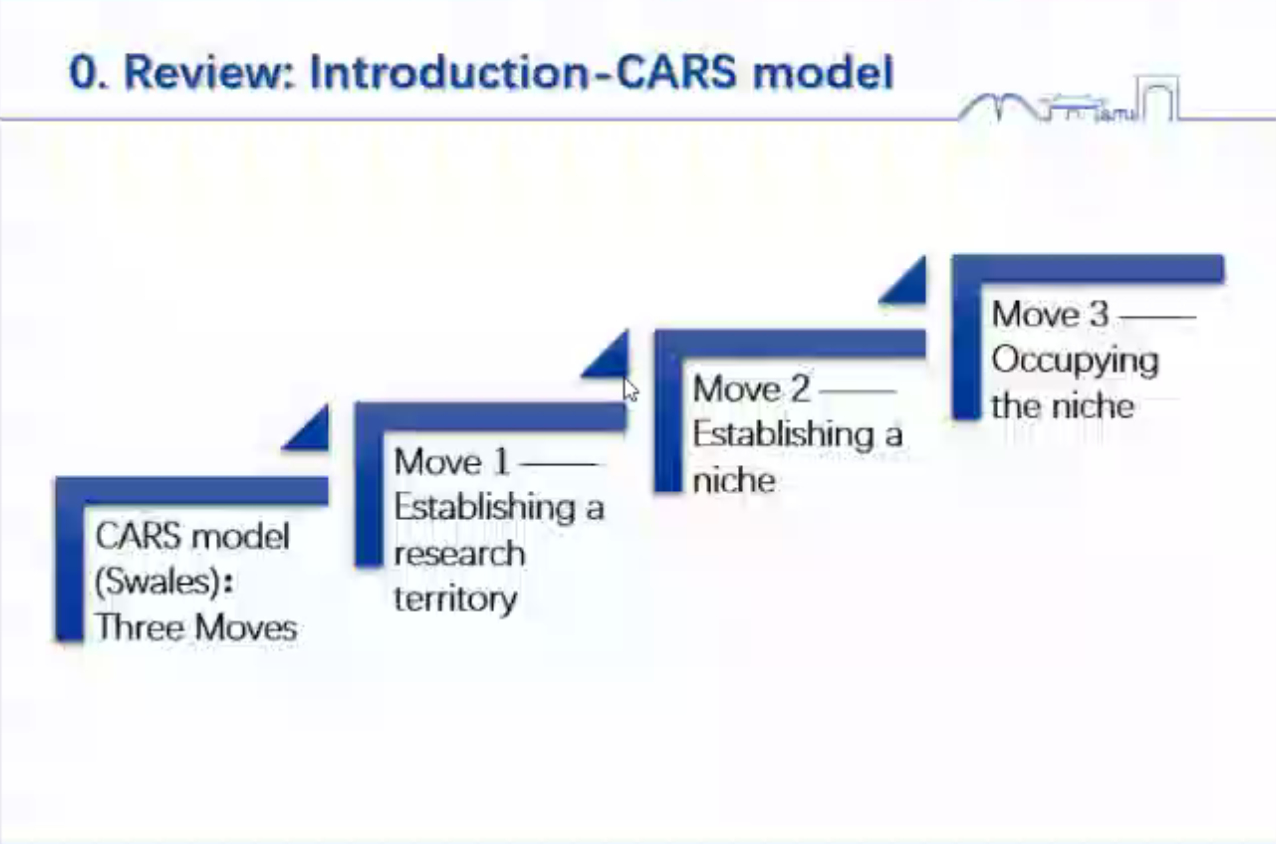 0. Review: Introduction-CARS model
CARS model
(Swales):
Three Moves
Move 1 ——
Establishing a
research
territory
Move 2 ——
Establishing a
niche
Move 3 ——
Occupying
the niche